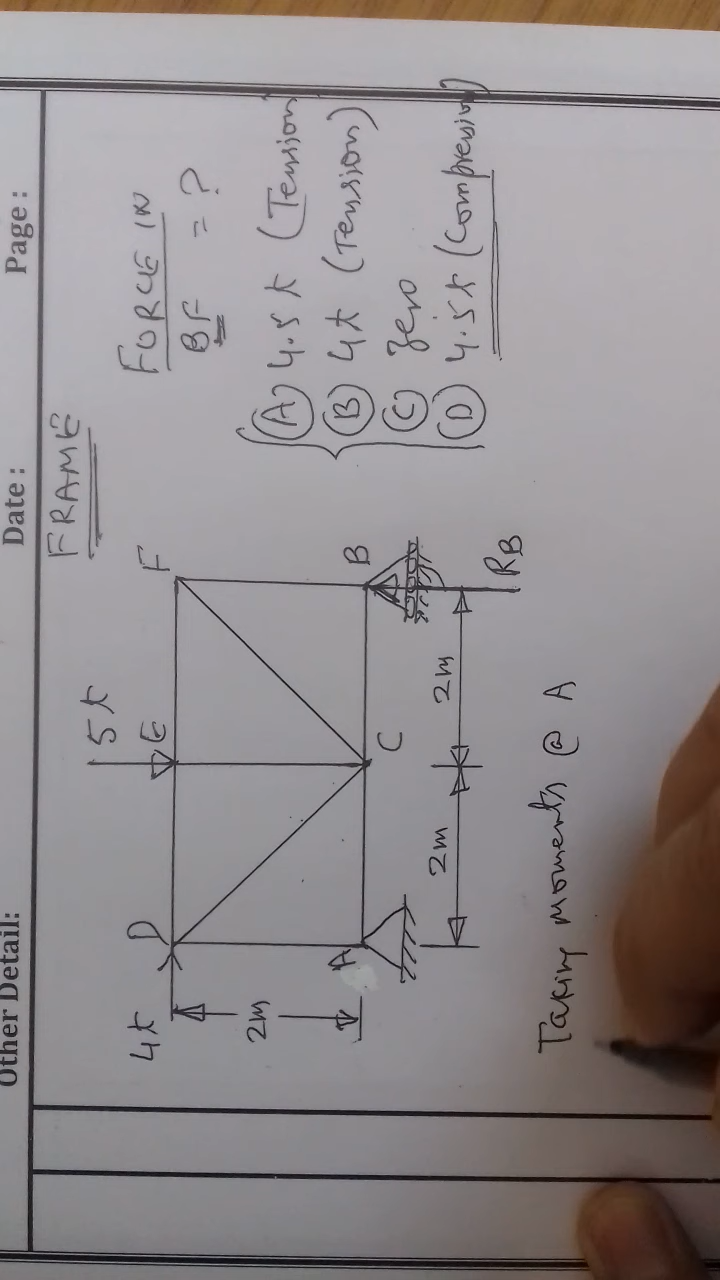 Other Detail:
Date :
Page :
FRAME
FORCE IN
BF = ?
(A) 4.5t (Tension)
(B) 4t (Tension)
(C) Zero
(D) 4.5t (Compression)
4t
D
5t
E
F
2m
A
C
B
2m
2m
RB
Taking moments @ A